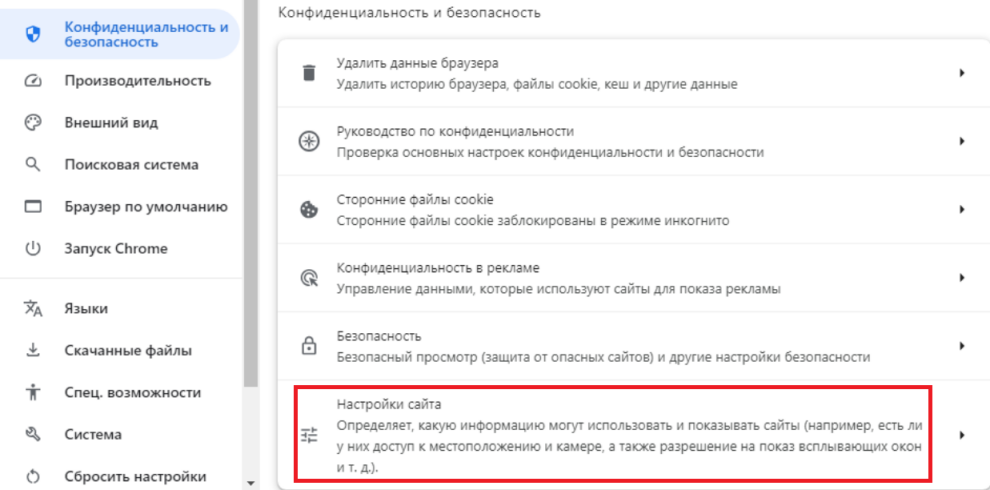 Конфиденциальность и
безопасность
Производительность
Внешний вид
Поисковая система
Браузер по умолчанию
Запуск Chrome
Языки
Скачанные файлы
Спец. возможности
Система
Сбросить настройки
Конфиденциальность и безопасность
Удалить данные браузера
Удалить историю браузера, файлы cookie, кеш и другие данные
Руководство по конфиденциальности
Проверка основных настроек конфиденциальности и безопасности
Сторонние файлы cookie
Сторонние файлы cookie заблокированы в режиме инкогнито
Конфиденциальность в рекламе
Управление данными, которые используют сайты для показа рекламы
Безопасность
Безопасный просмотр (защита от опасных сайтов) и другие настройки безопасности
Настройки сайта
Определяет, какую информацию могут использовать и показывать сайты (например, есть ли
у них доступ к местоположению и камере, а также разрешение на показ всплывающих окон
и т. д.).